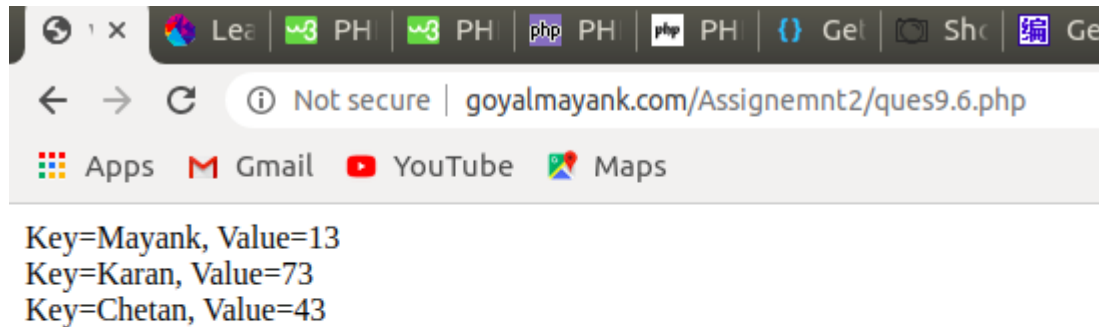 Lea PH PH php PH php PH {} Get Sho 编 Ge
Not secure | goyalmayank.com/Assignemnt2/ques9.6.php
Apps M Gmail YouTube Maps
Key=Mayank, Value=13
Key=Karan, Value=73
Key=Chetan, Value=43